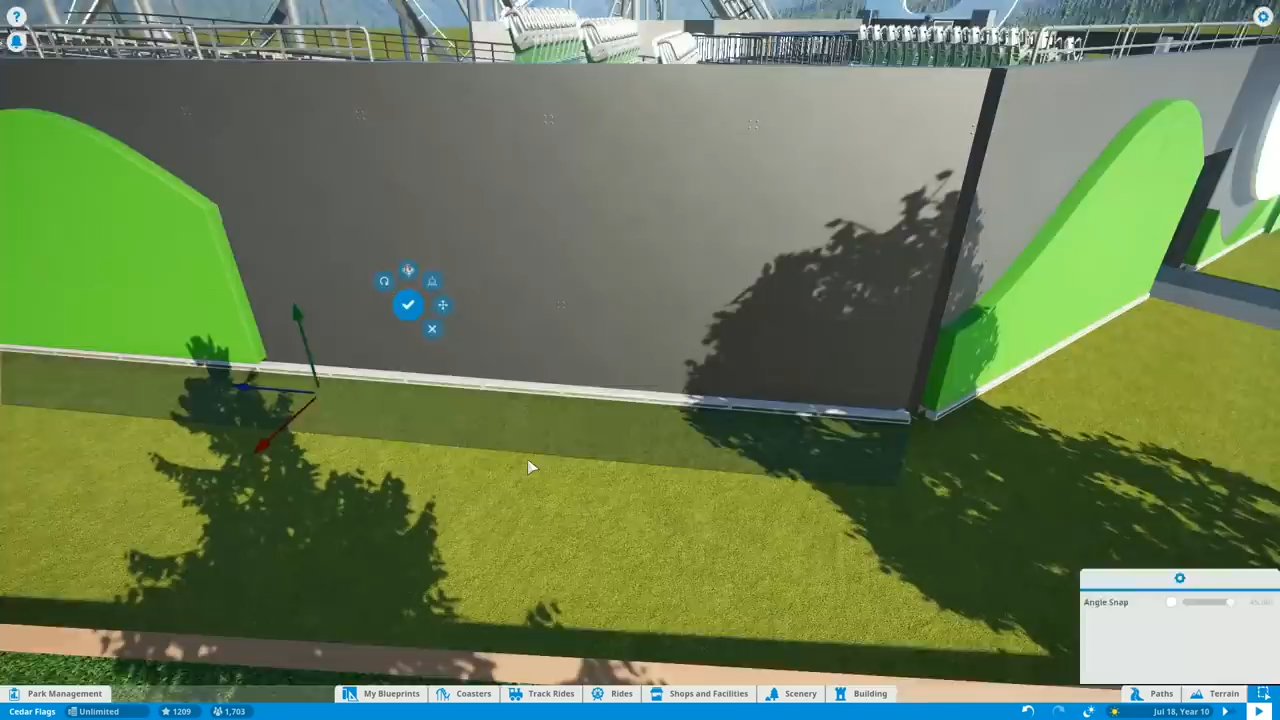 ?
Angle Snap
Park Management
My Blueprints
Coasters
Track Rides
Rides
Shops and Facilities
Scenery
Building
Paths
Terrain
Cedar Flags
Unlimited
1209
1,703
Jul 18, Year 10